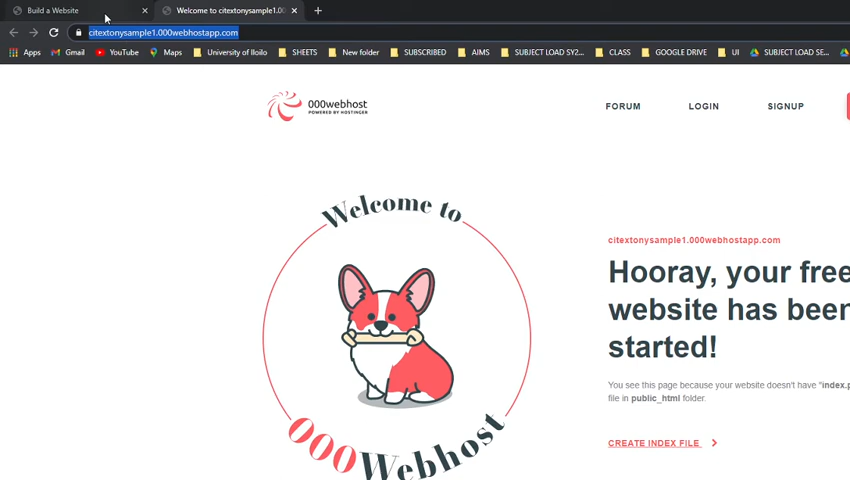 Build a Website
Welcome to citextonysample1.00
citextonysample1.000webhostapp.com
Apps Gmail YouTube Maps University of Iloilo SHEETS New folder SUBSCRIBED AIMS SUBJECT LOAD SY2... CLASS GOOGLE DRIVE UI SUBJECT LOAD SE...
000webhost
POWERED BY HOSTINGER
FORUM LOGIN SIGNUP
Welcome to
000Webhost
citextonysample1.000webhostapp.com
Hooray, your free
website has been
started!
You see this page because your website doesn't have "index.p
file in public_html folder.
CREATE INDEX FILE